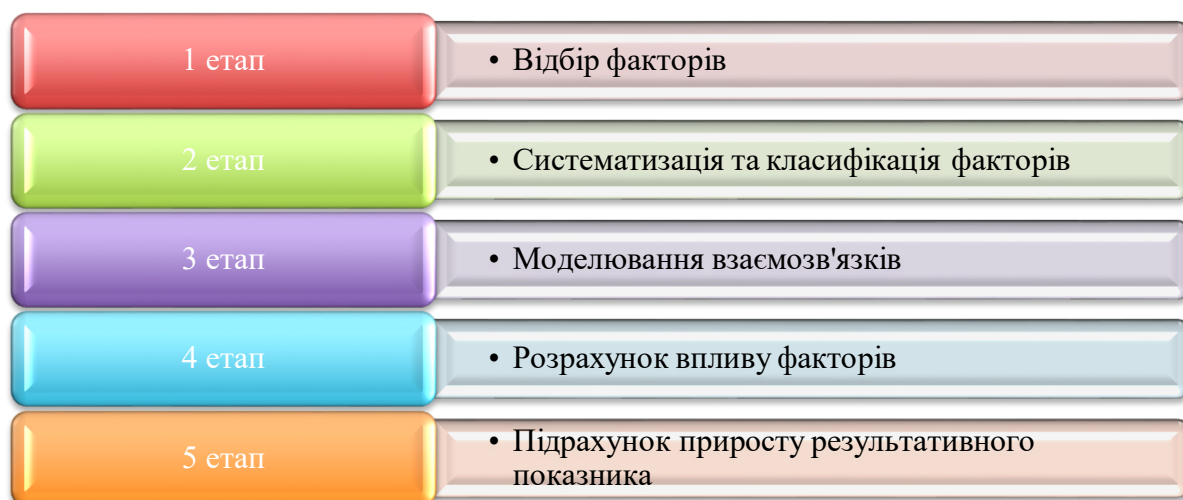 1 етап
• Відбір факторів
2 етап
• Систематизація та класифікація факторів
3 етап
• Моделювання взаємозв'язків
4 етап
• Розрахунок впливу факторів
5 етап
• Підрахунок приросту результативного
показника